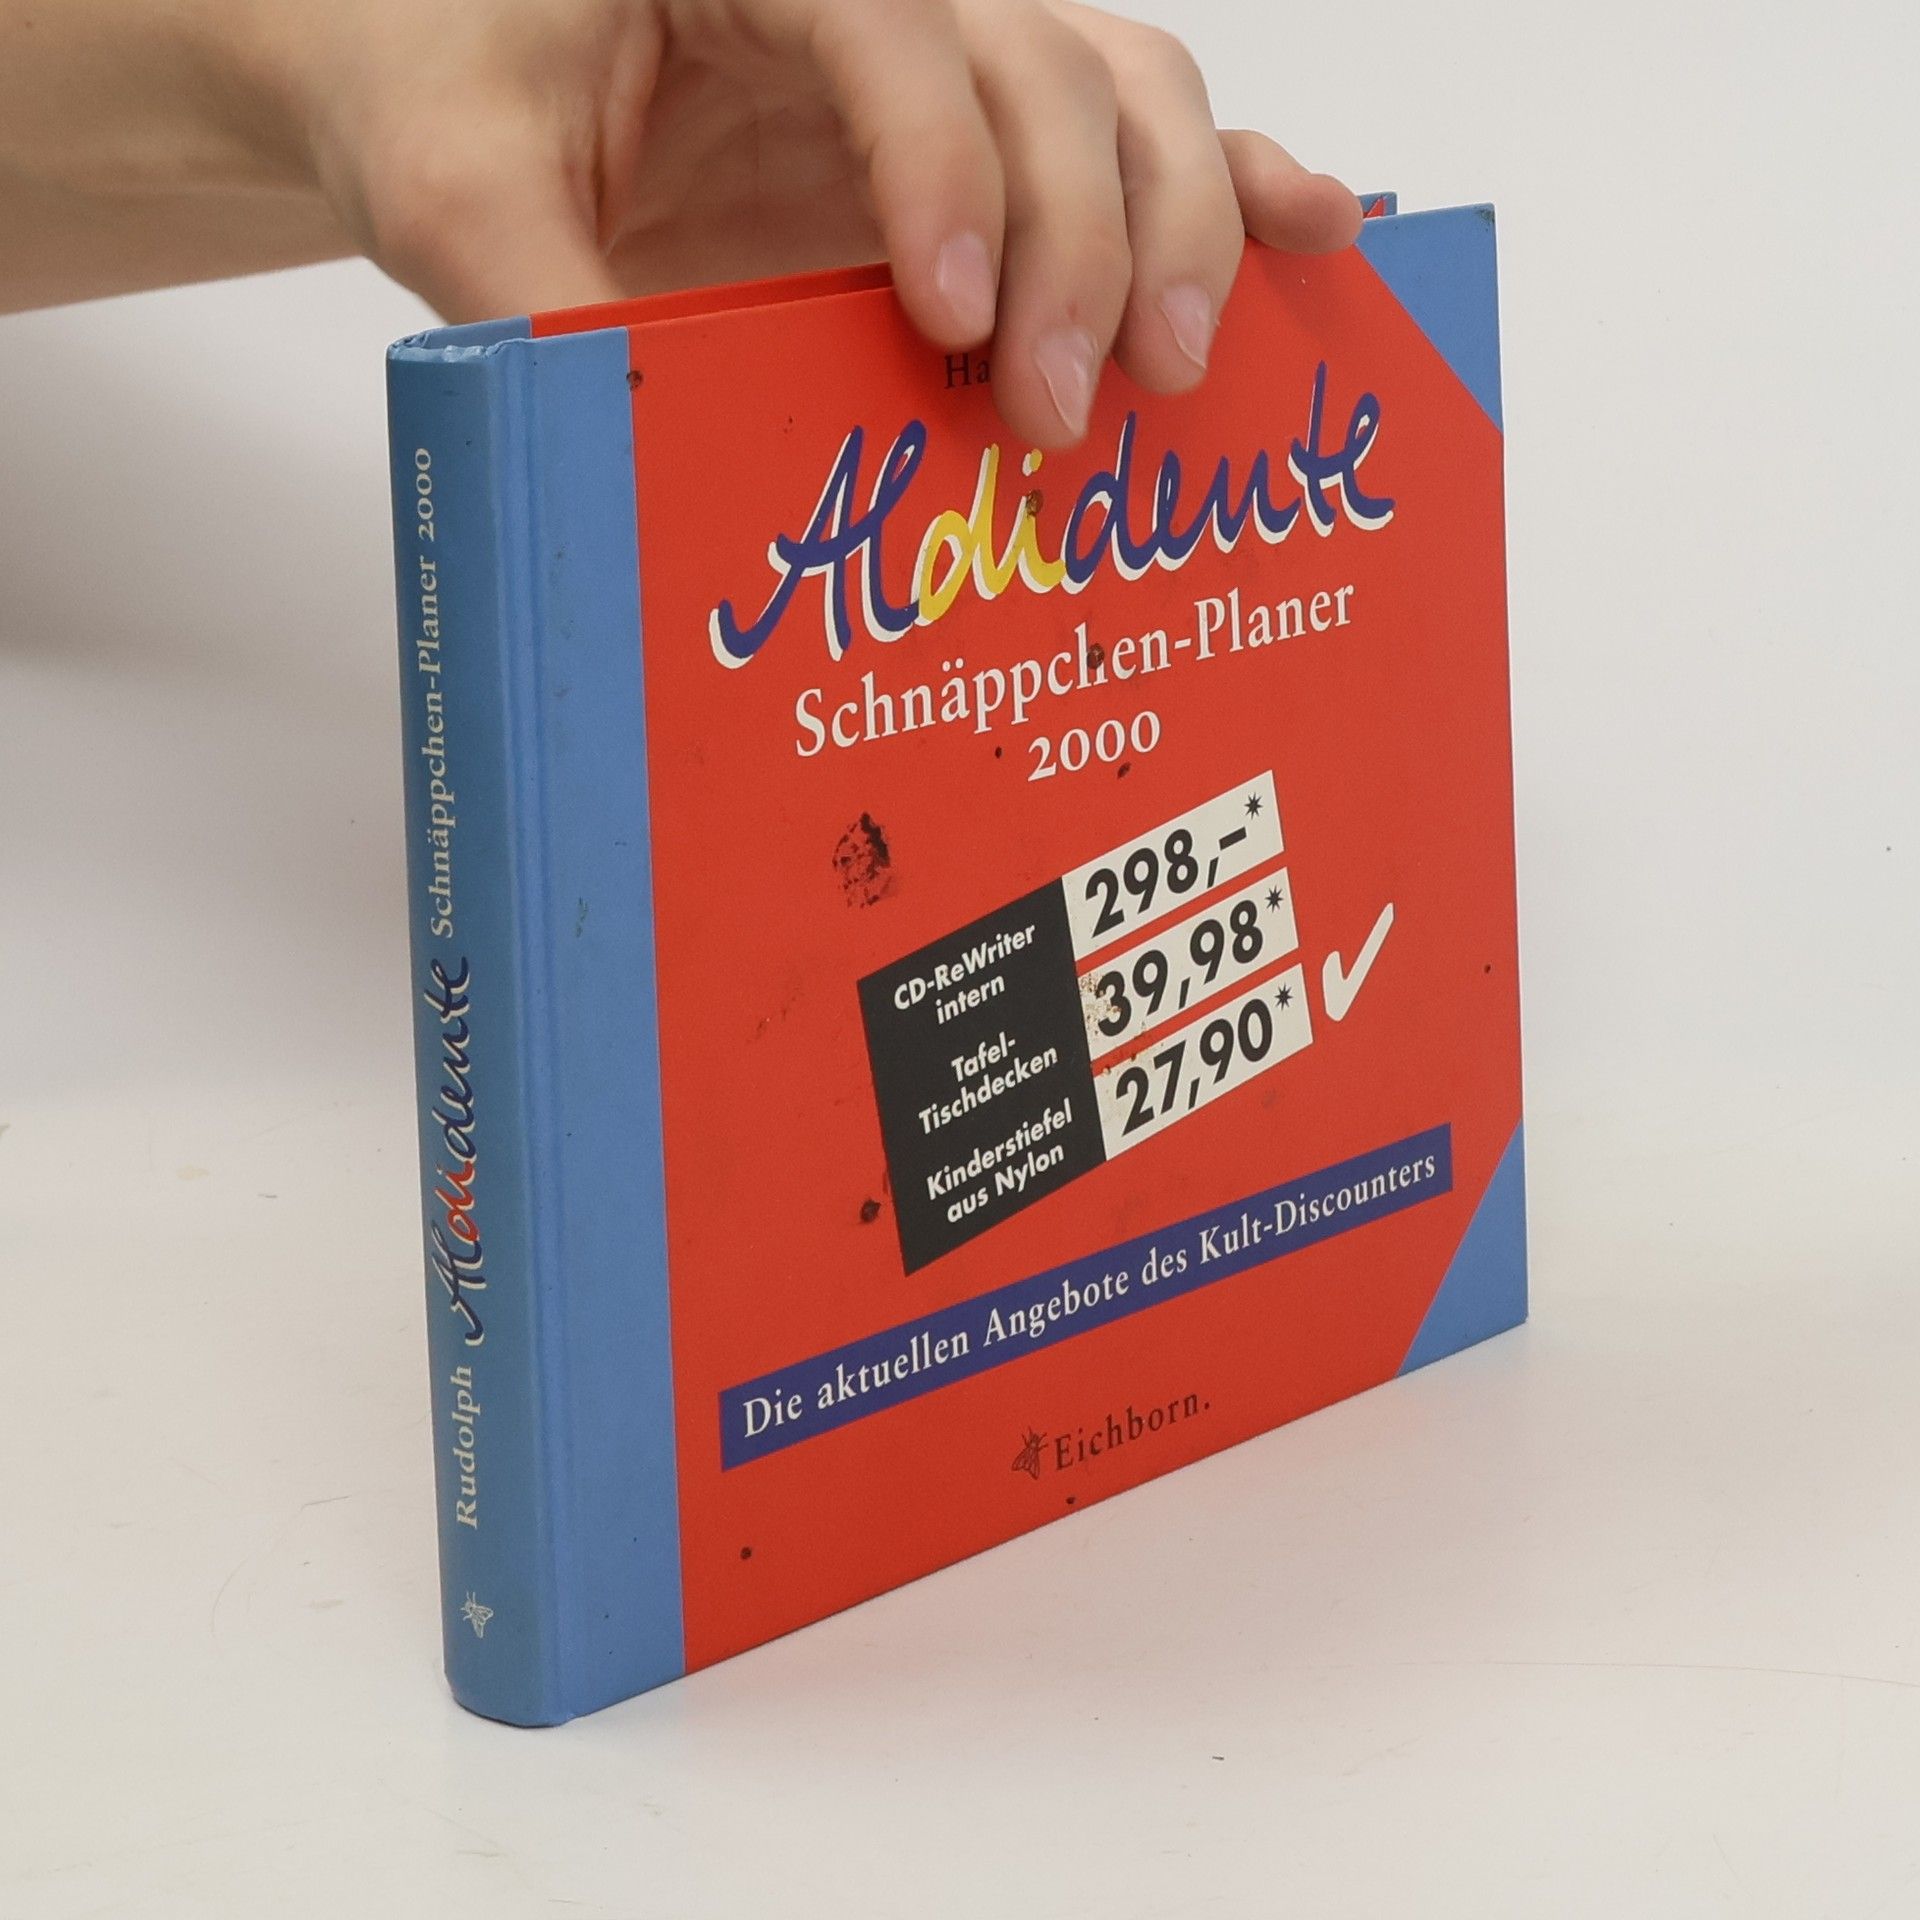 Rudolph Aldidente Schnäppchen-Planer 2000
Aldidente
Schnäppchen-Planer
2000
CD-ReWriter
intern
298,-*
Tafel-
Tischdecken
39,98*
Kinderstiefel
aus Nylon
27,90*
Die aktuellen Angebote des Kult-Discounters
Eichborn.